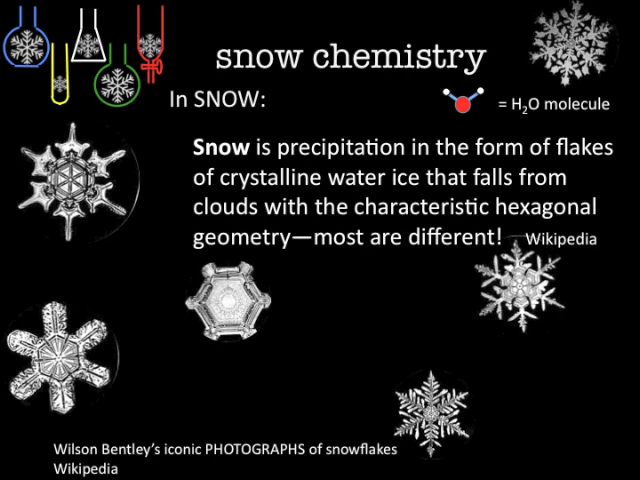 snow chemistry
In SNOW:
= H₂O molecule
Snow is precipitation in the form of flakes
of crystalline water ice that falls from
clouds with the characteristic hexagonal
geometry—most are different! Wikipedia
Wilson Bentley’s iconic PHOTOGRAPHS of snowflakes
Wikipedia